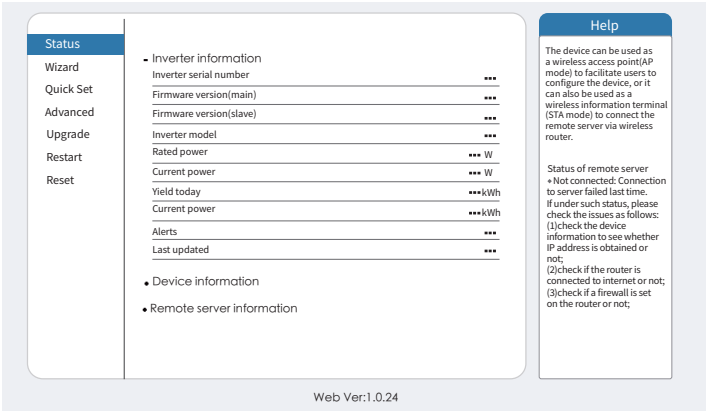 Status
Wizard
Quick Set
Advanced
Upgrade
Restart
Reset
- Inverter information
Inverter serial number ---
Firmware version(main) ---
Firmware version(slave) ---
Inverter model ---
Rated power --- W
Current power --- W
Yield today ---kWh
Current power ---kWh
Alerts ---
Last updated ---
• Device information
• Remote server information
Help
The device can be used as
a wireless access point(AP
mode) to facilitate users to
configure the device, or it
can also be used as a
wireless information terminal
(STA mode) to connect the
remote server via wireless
router.
Status of remote server
◆Not connected: Connection
to server failed last time.
If under such status, please
check the issues as follows:
(1)check the device
information to see whether
IP address is obtained or
not;
(2)check if the router is
connected to internet or not;
(3)check if a firewall is set
on the router or not;
Web Ver:1.0.24